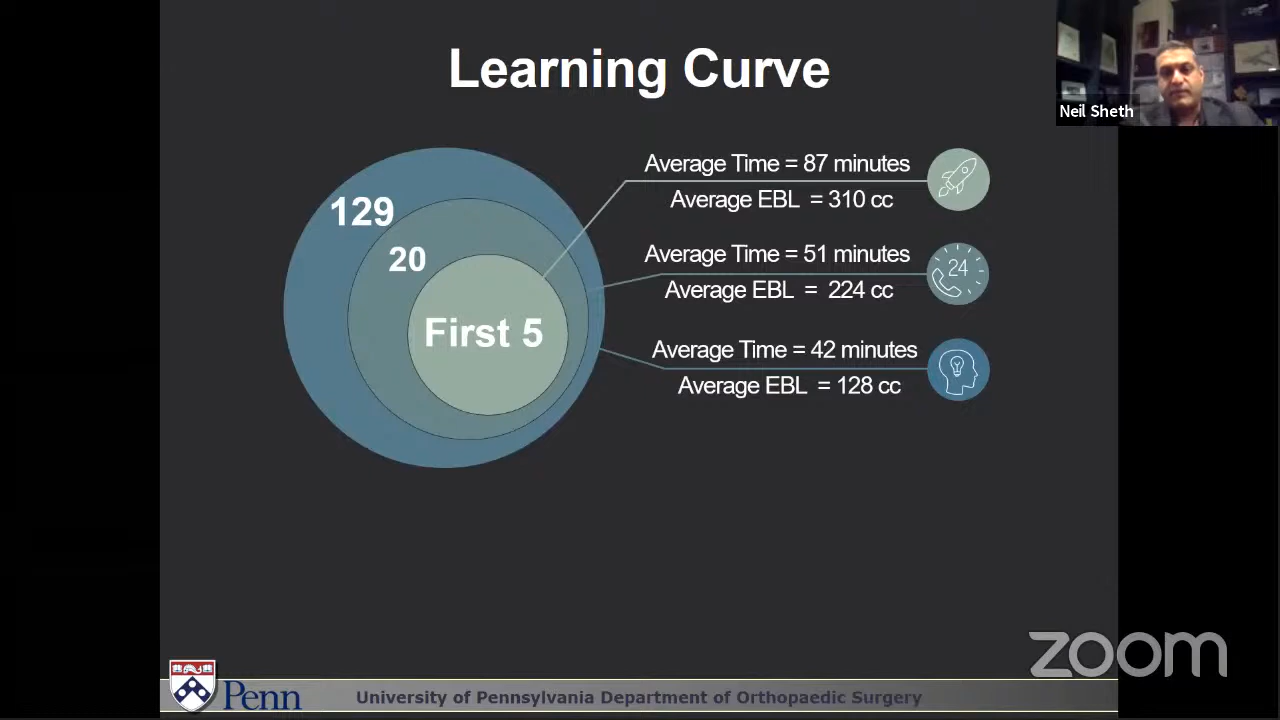 Learning Curve
Neil Sheth
129
20
First 5
Average Time = 87 minutes
Average EBL = 310 cc
Average Time = 51 minutes
Average EBL = 224 cc
24
Average Time = 42 minutes
Average EBL = 128 cc
zoom
Penn
University of Pennsylvania Department of Orthopaedic Surgery